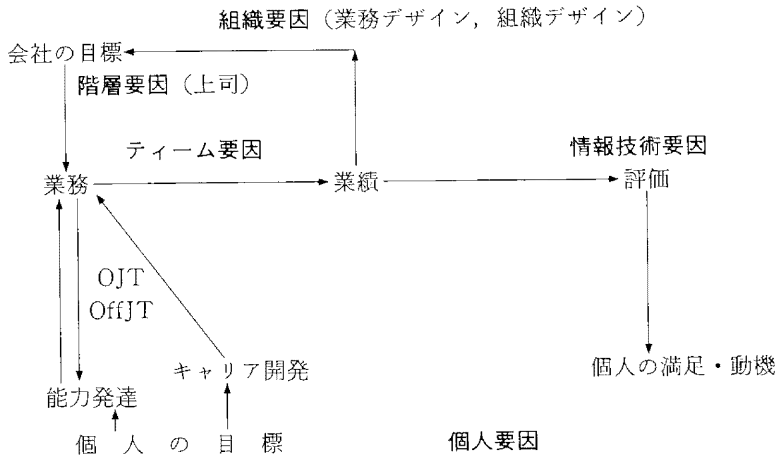 組織要因（業務デザイン，組織デザイン）
会社の目標
階層要因（上司）
ティーム要因
情報技術要因
業務
業績
評価
OJT
OffJT
キャリア開発
個人の満足・動機
能力発達
個人の目標
個人要因